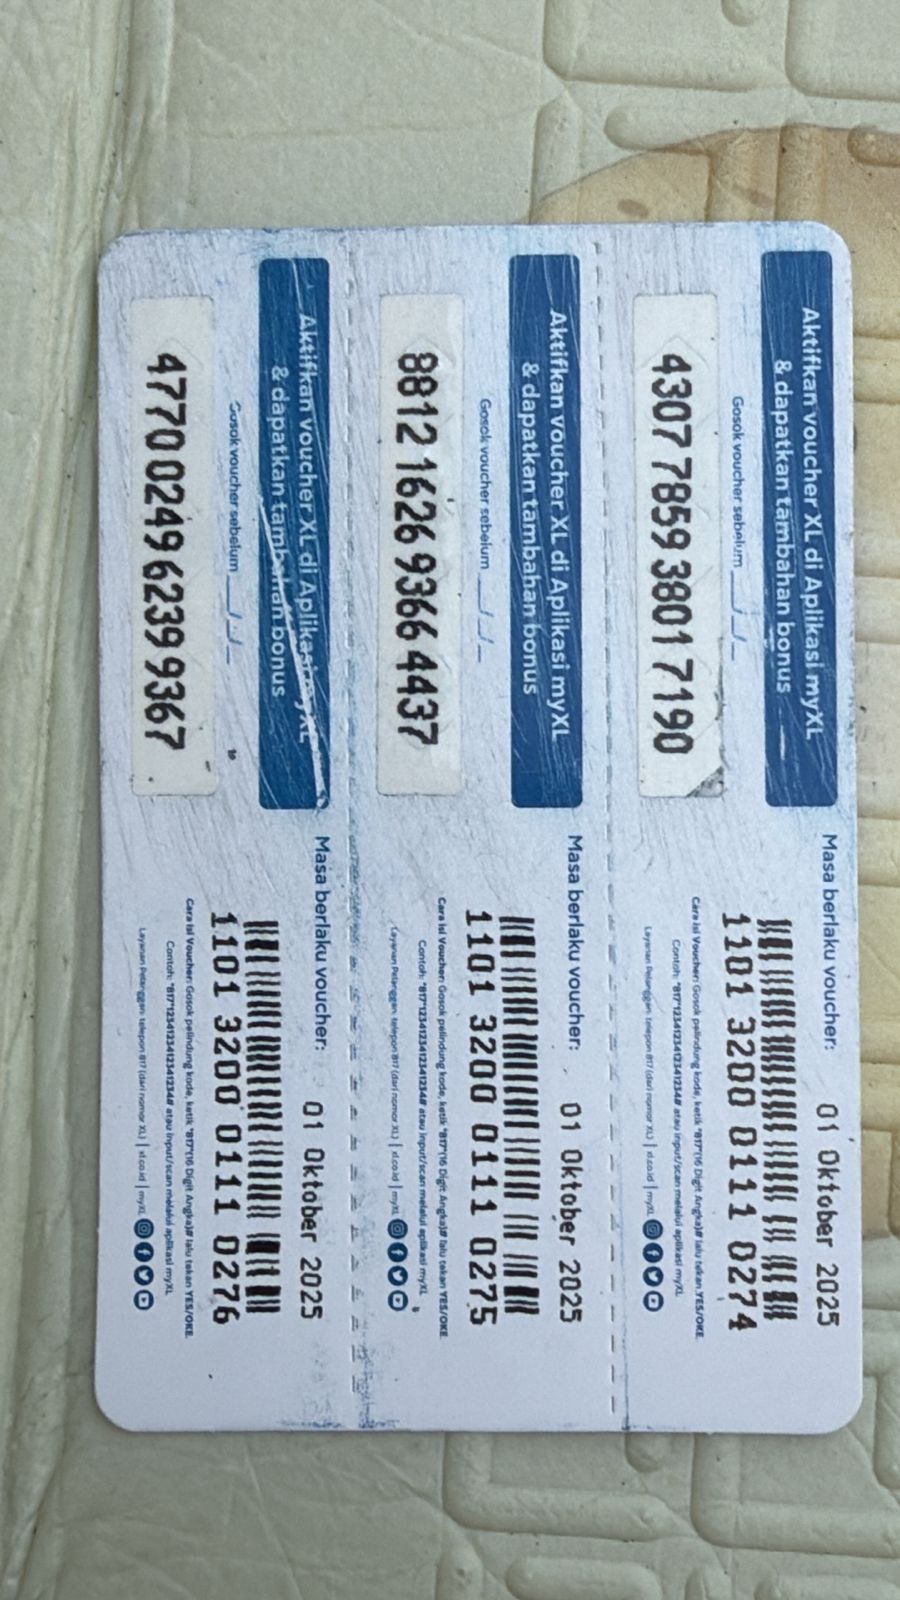 Aktifkan voucher XL di Aplikasi myXL
& dapatkan tambahan bonus
Gosok voucher sebelum __/__/__
4307 7859 3801 7190
Masa berlaku voucher: 01 Oktober 2025
1101 3200 0111 0274
Cara Isi Voucher: Gosok pelindung kode, ketik *817*(16 Digit Angka)# lalu tekan YES/OKE.
Contoh: *817*1234123412341234# atau input/scan melalui aplikasi myXL
Layanan Pelanggan: telepon 817 (dari nomor XL) | xl.co.id | myXL
Aktifkan voucher XL di Aplikasi myXL
& dapatkan tambahan bonus
Gosok voucher sebelum __/__/__
8812 1626 9366 4437
Masa berlaku voucher: 01 Oktober 2025
1101 3200 0111 0275
Cara Isi Voucher: Gosok pelindung kode, ketik *817*(16 Digit Angka)# lalu tekan YES/OKE.
Contoh: *817*1234123412341234# atau input/scan melalui aplikasi myXL
Layanan Pelanggan: telepon 817 (dari nomor XL) | xl.co.id | myXL
Aktifkan voucher XL di Aplikasi myXL
& dapatkan tambahan bonus
Gosok voucher sebelum __/__/__
4770 0249 6239 9367
Masa berlaku voucher: 01 Oktober 2025
1101 3200 0111 0276
Cara Isi Voucher: Gosok pelindung kode, ketik *817*(16 Digit Angka)# lalu tekan YES/OKE.
Contoh: *817*1234123412341234# atau input/scan melalui aplikasi myXL
Layanan Pelanggan: telepon 817 (dari nomor XL) | xl.co.id | myXL